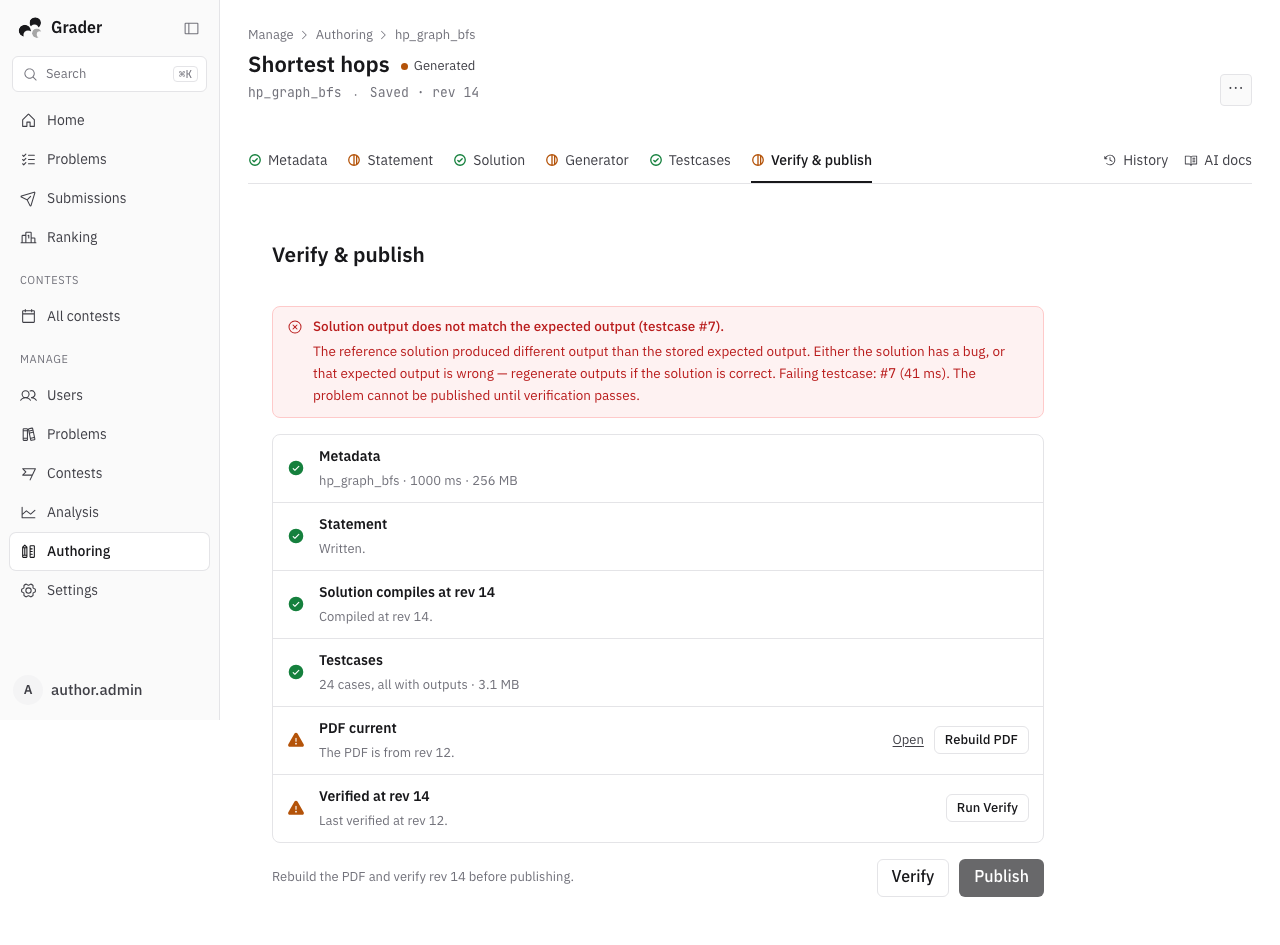 Grader
Search ⌘K
Home
Problems
Submissions
Ranking
CONTESTS
All contests
MANAGE
Users
Problems
Contests
Analysis
Authoring
Settings
A author.admin
Manage > Authoring > hp_graph_bfs
Shortest hops Generated
hp_graph_bfs . Saved · rev 14
...
Metadata Statement Solution Generator Testcases Verify & publish History AI docs
Verify & publish
Solution output does not match the expected output (testcase #7).
The reference solution produced different output than the stored expected output. Either the solution has a bug, or
that expected output is wrong — regenerate outputs if the solution is correct. Failing testcase: #7 (41 ms). The
problem cannot be published until verification passes.
Metadata
hp_graph_bfs · 1000 ms · 256 MB
Statement
Written.
Solution compiles at rev 14
Compiled at rev 14.
Testcases
24 cases, all with outputs · 3.1 MB
PDF current
The PDF is from rev 12.
Open Rebuild PDF
Verified at rev 14
Last verified at rev 12.
Run Verify
Rebuild the PDF and verify rev 14 before publishing.
Verify Publish